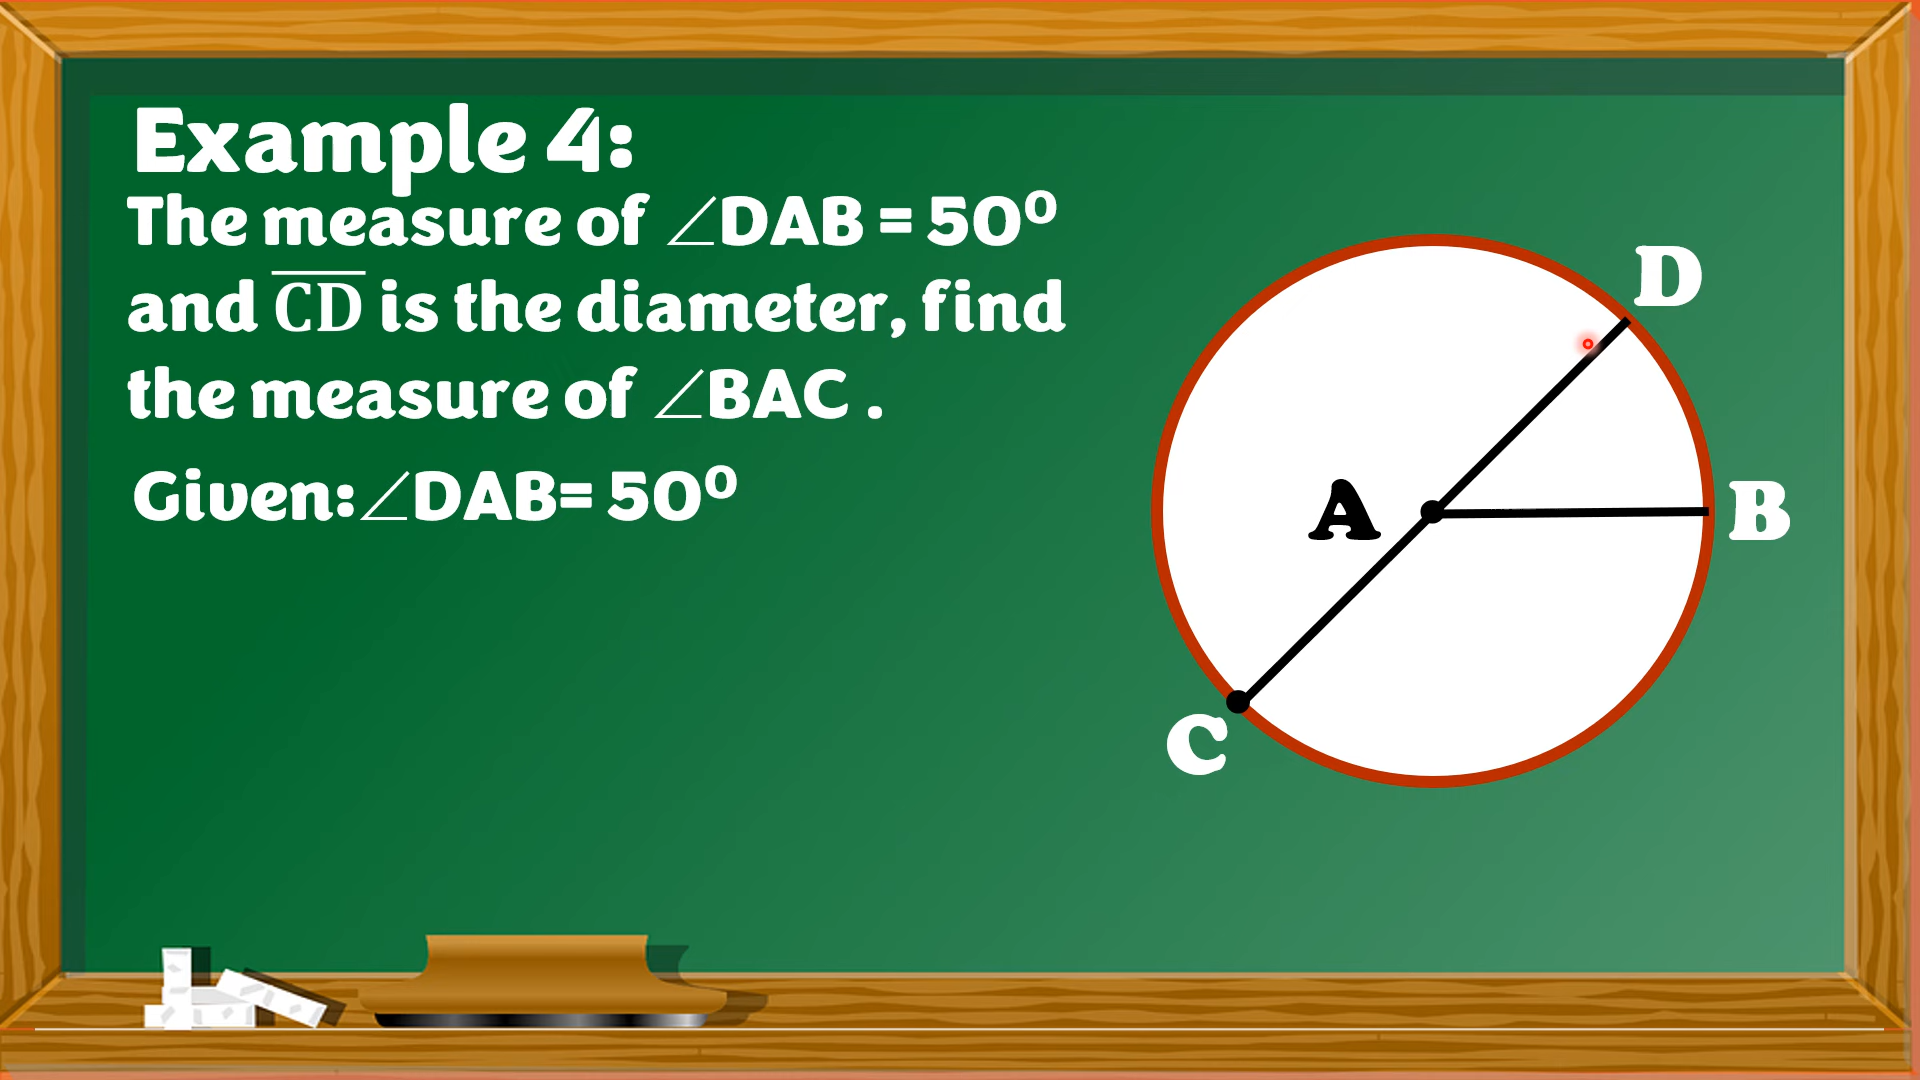 Example 4:
The measure of ∠DAB = 50⁰
and C̅D̅ is the diameter, find
the measure of ∠BAC .
Given:∠DAB= 50⁰
D
A
B
C